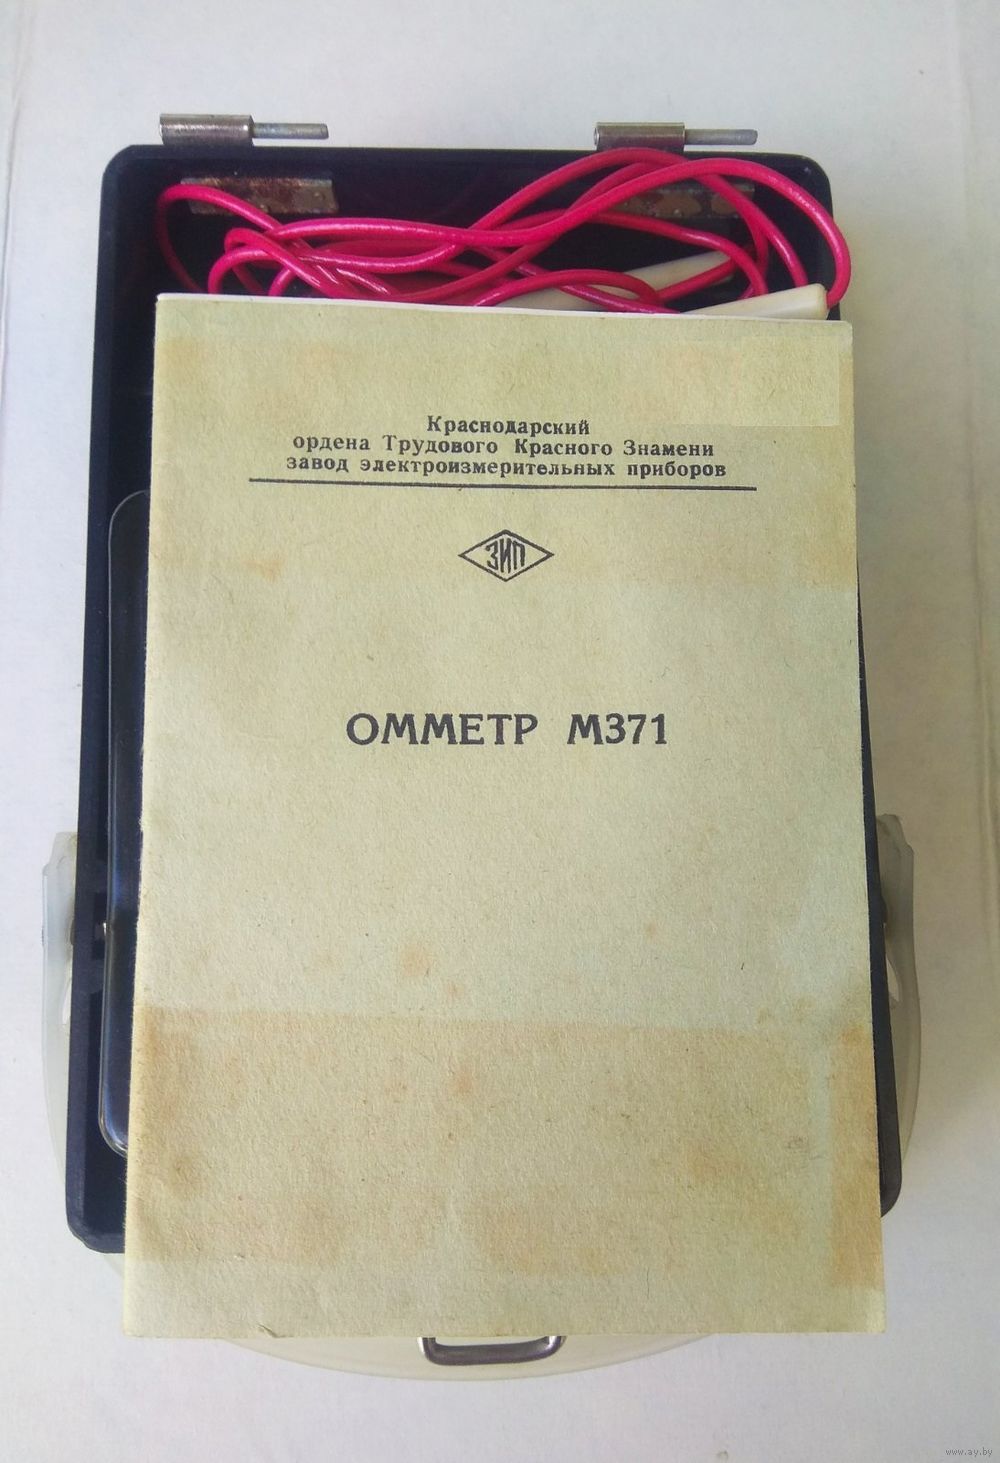 Краснодарский
ордена Трудового Красного Знамени
завод электроизмерительных приборов
ЗИП
ОММЕТР М371
www.ay.by